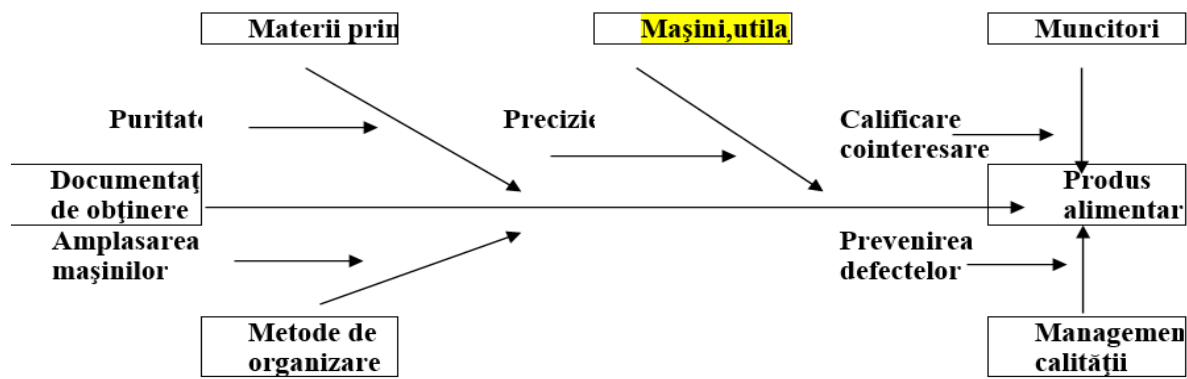 Materii prin
Maşini,utila
Muncitori
Puritate
Precizie
Calificare
cointeresare
Documentaţ
de obţinere
Produs
alimentar
Amplasarea
maşinilor
Prevenirea
defectelor
Metode de
organizare
Managemen
calităţii